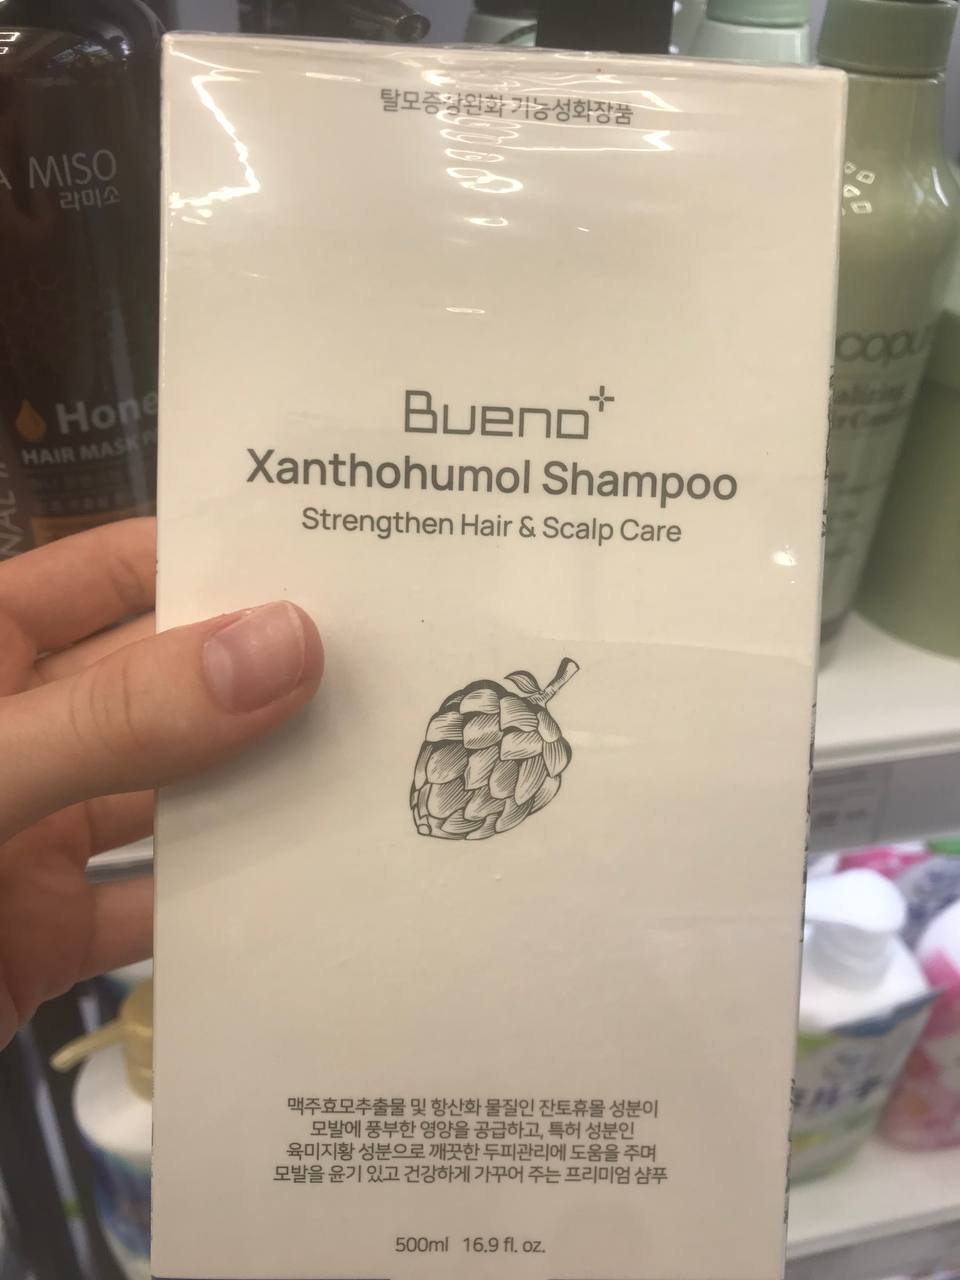 탈모증상완화 기능성화장품
Bueno+
Xanthohumol Shampoo
Strengthen Hair & Scalp Care
맥주효모추출물 및 항산화 물질인 잔토휴몰 성분이
모발에 풍부한 영양을 공급하고, 특허 성분인
육미지황 성분으로 깨끗한 두피관리에 도움을 주며
모발을 윤기 있고 건강하게 가꾸어 주는 프리미엄 샴푸
500ml 16.9 fl. oz.
MISO
라미소
HAIR MASK